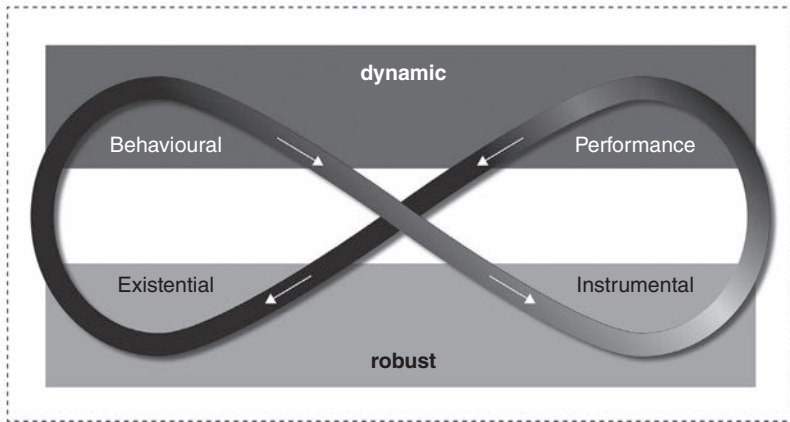 dynamic
Behavioural
Performance
Existential
Instrumental
robust